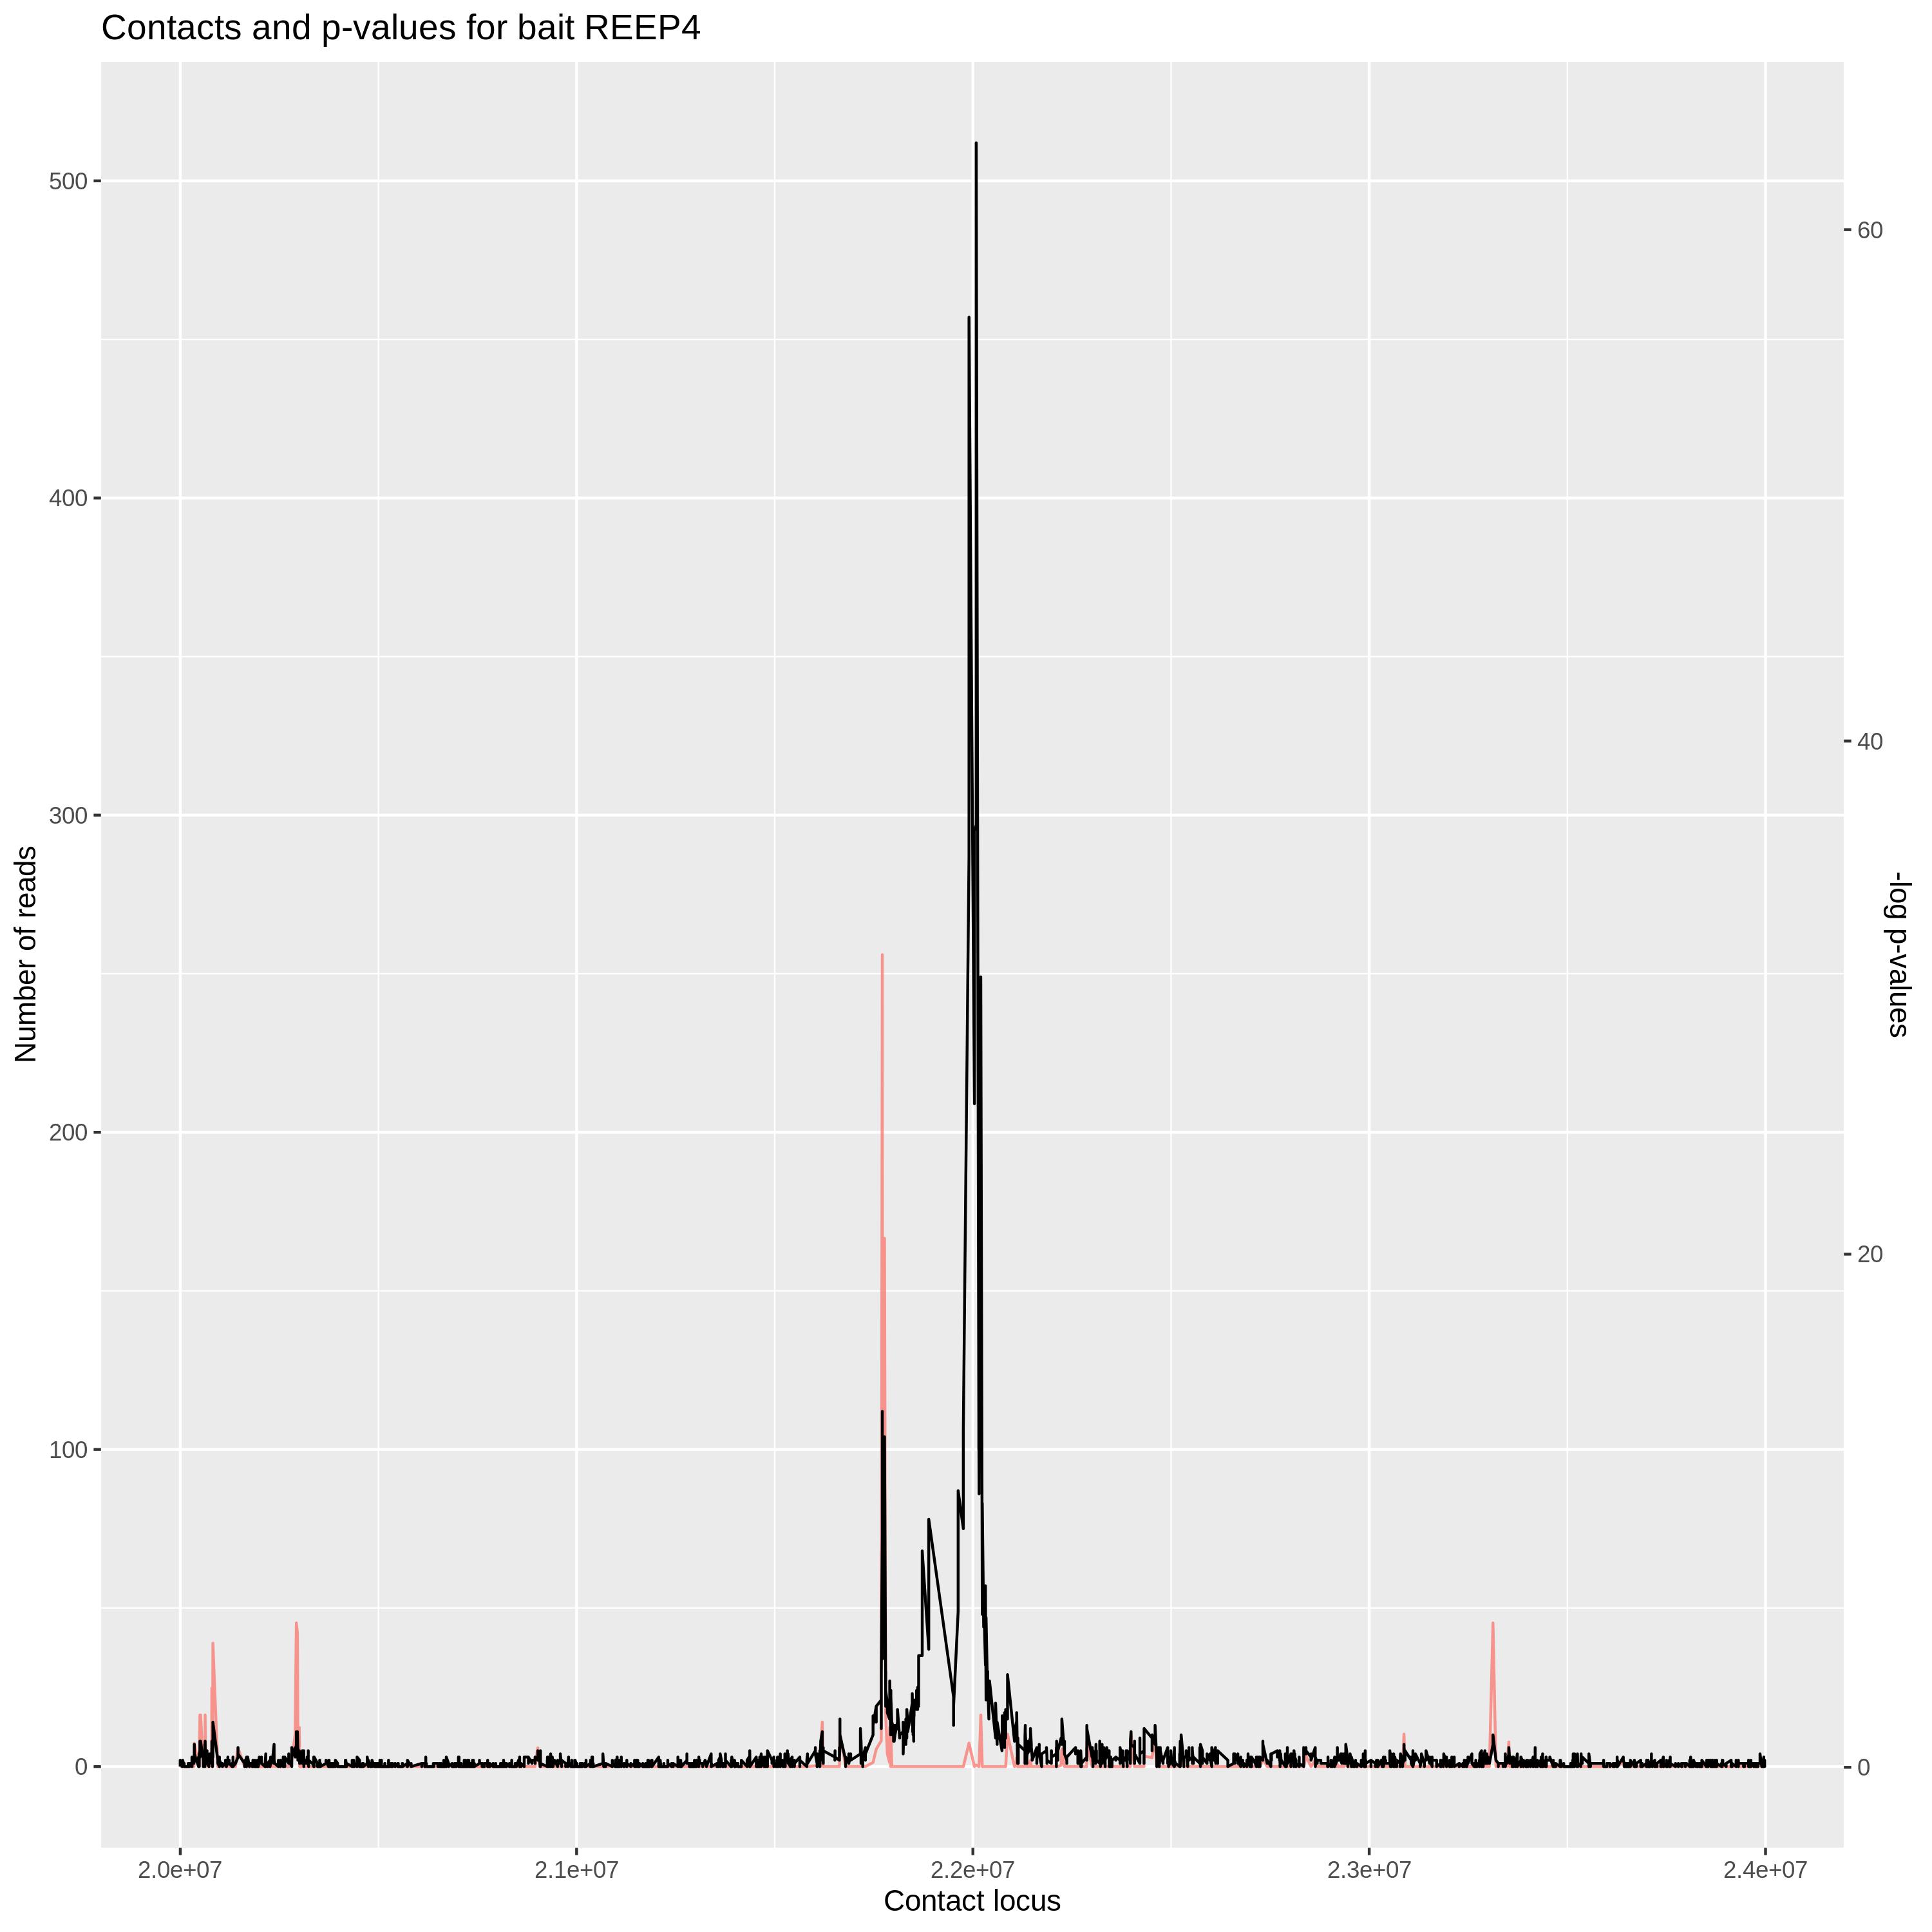 Contacts and p-values for bait REEP4
500
400
300
200
100
0
Number of reads
60
40
20
0
-log p-values
2.0e+07
2.1e+07
2.2e+07
2.3e+07
2.4e+07
Contact locus